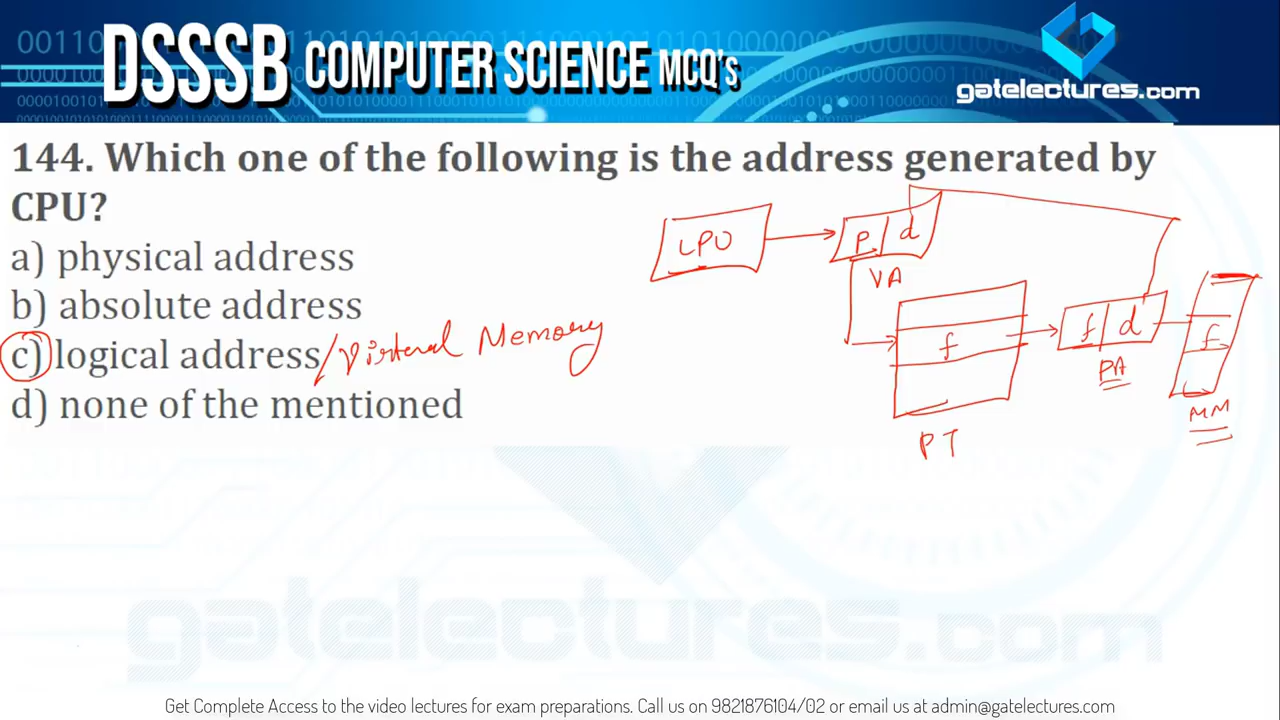 DSSSB COMPUTER SCIENCE MCQ's
gatelectures.com
144. Which one of the following is the address generated by
CPU?
a) physical address
b) absolute address
c) logical address/Virtual Memory
d) none of the mentioned
CPU
p d
VA
f
PT
f d
PA
f
MM
gatelectures.com
Get Complete Access to the video lectures for exam preparations. Call us on 9821876104/02 or email us at admin@gatelectures.com